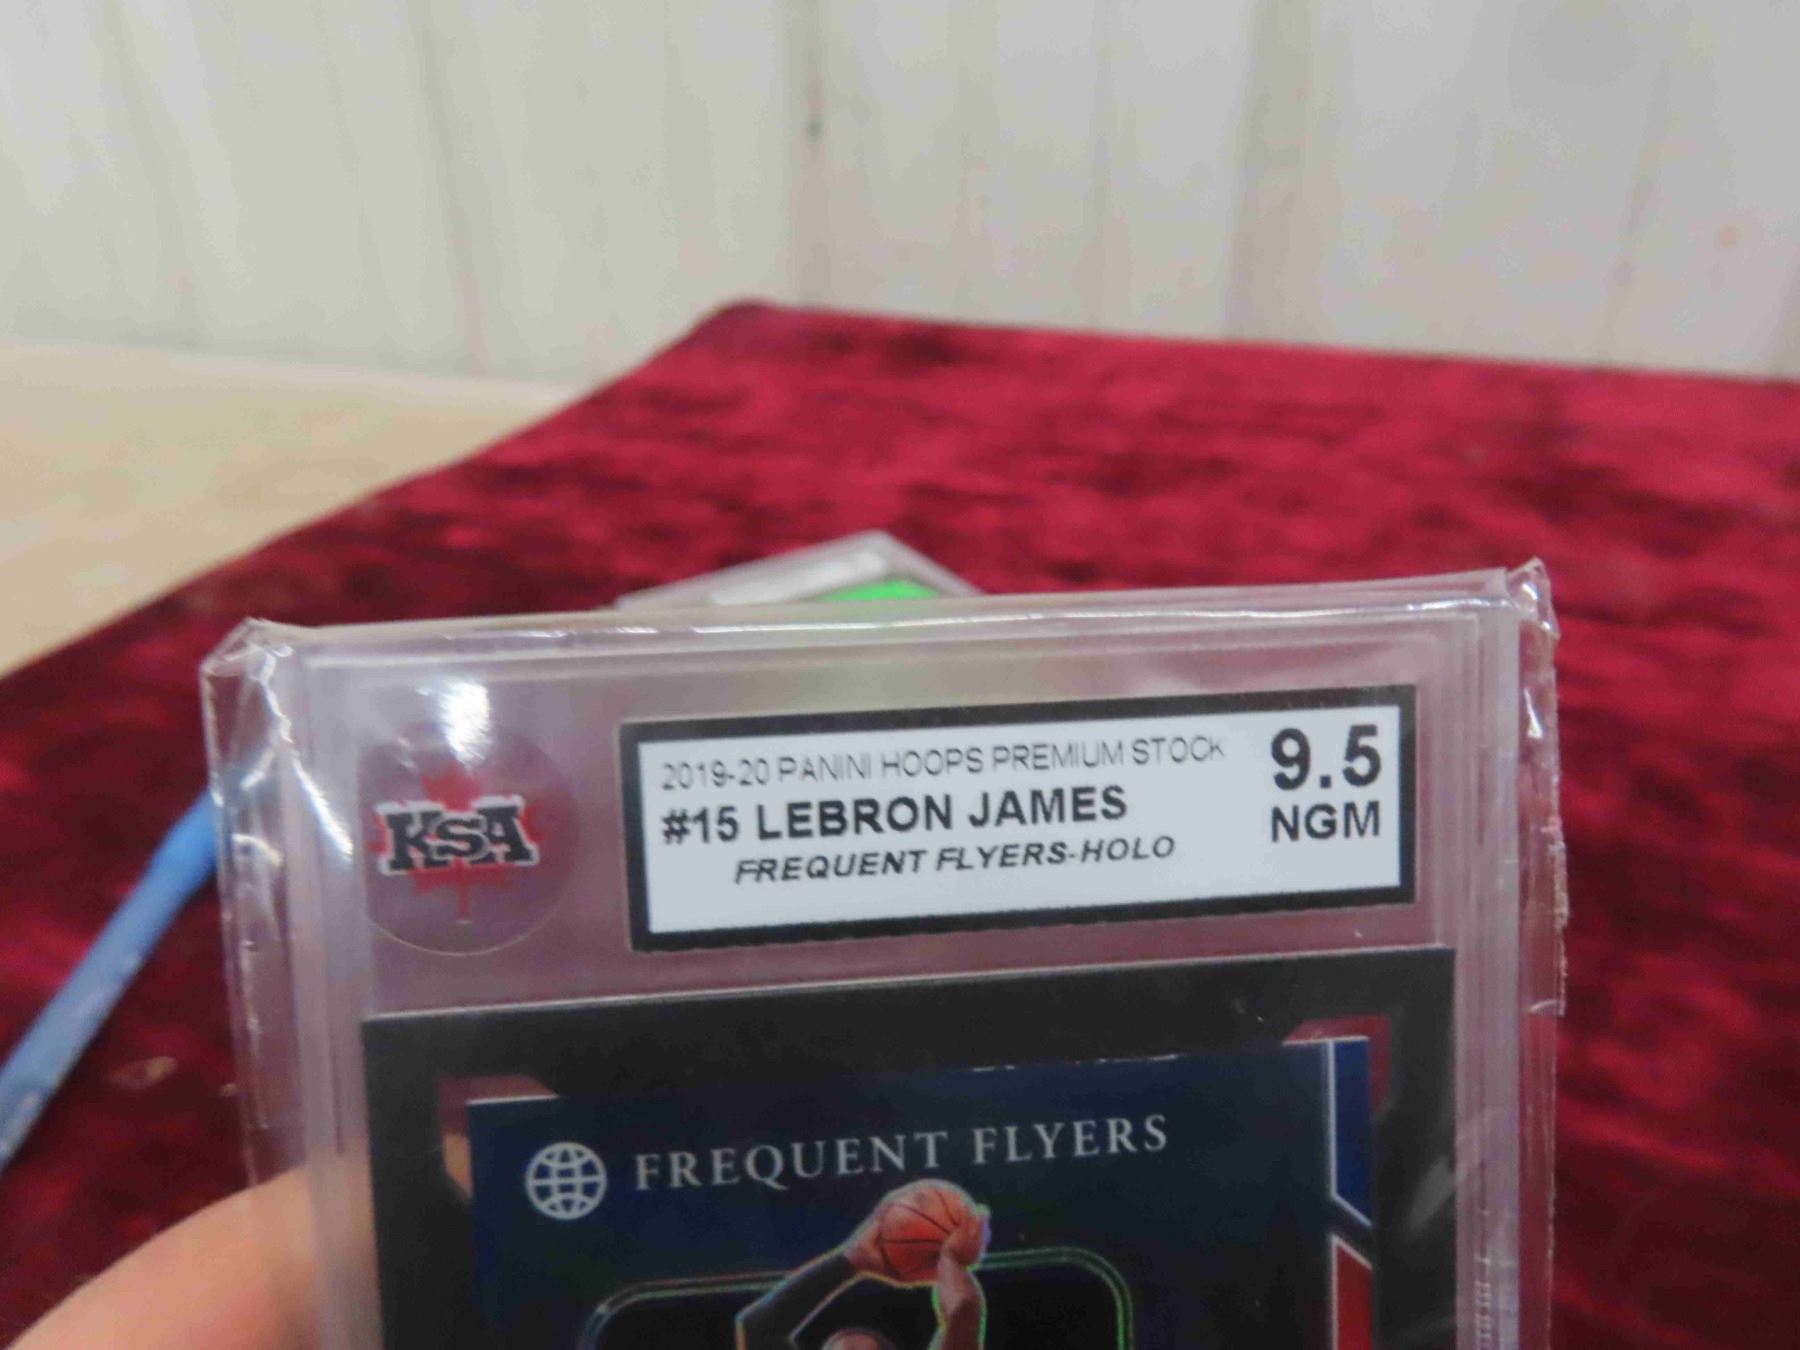 KSA
2019-20 PANINI HOOPS PREMIUM STOCK
#15 LEBRON JAMES
FREQUENT FLYERS-HOLO
9.5
NGM
FREQUENT FLYERS